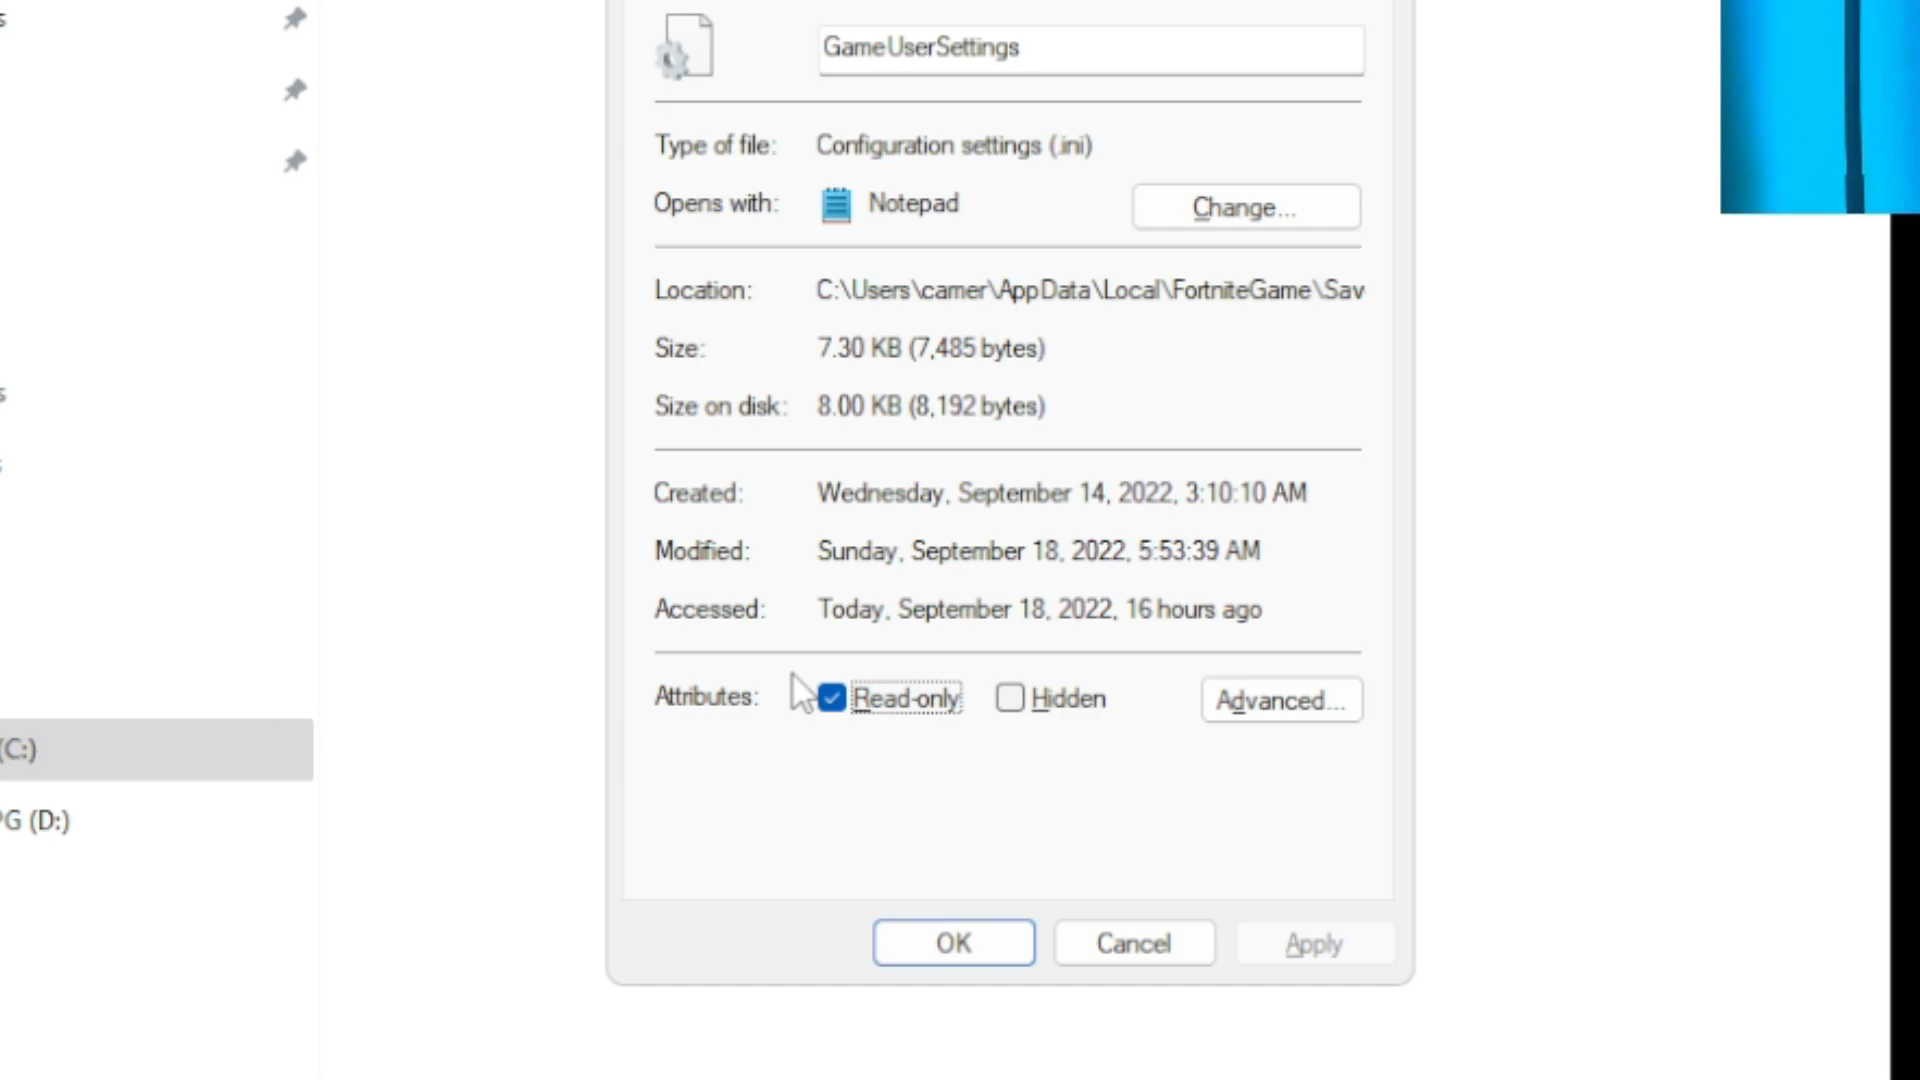 GameUserSettings
Type of file: Configuration settings (.ini)
Opens with: Notepad Change...
Location: C:\Users\camer\AppData\Local\FortniteGame\Sav
Size: 7.30 KB (7,485 bytes)
Size on disk: 8.00 KB (8,192 bytes)
Created: Wednesday, September 14, 2022, 3:10:10 AM
Modified: Sunday, September 18, 2022, 5:53:39 AM
Accessed: Today, September 18, 2022, 16 hours ago
Attributes: Read-only Hidden Advanced...
(C:)
PG (D:)
OK Cancel Apply